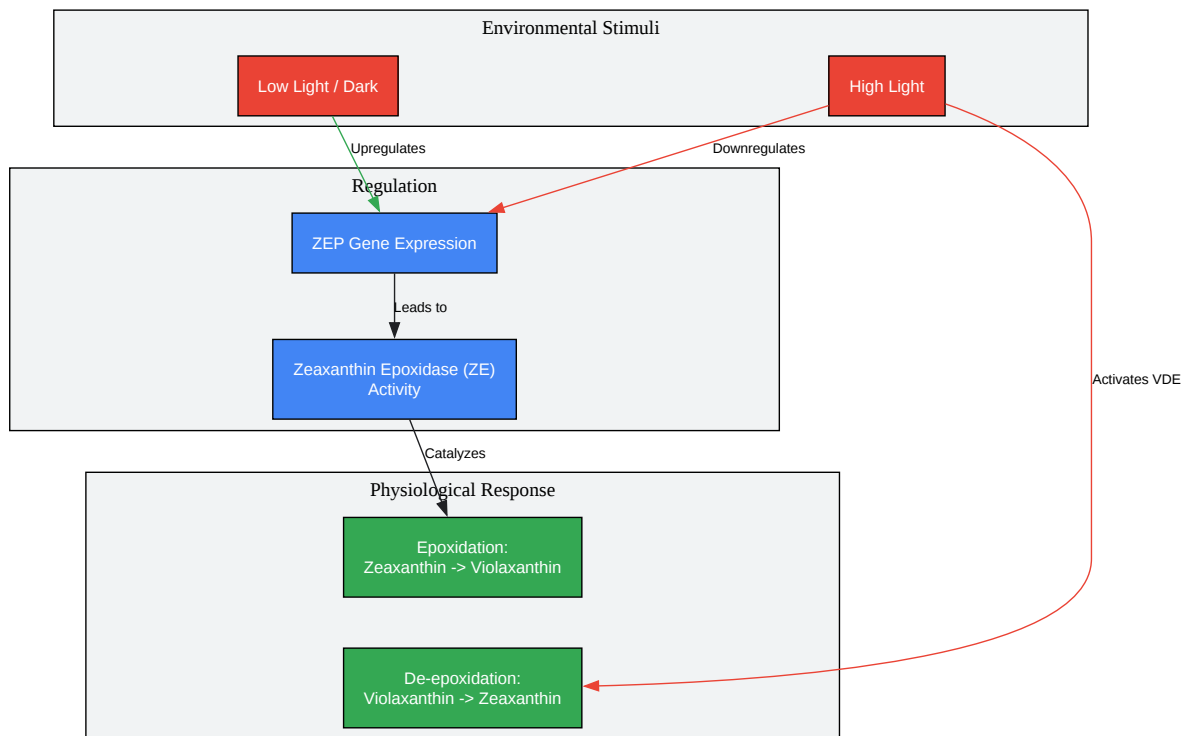 Environmental Stimuli
Low Light / Dark
High Light
Upregulates
Downregulates
Regulation
ZEP Gene Expression
Leads to
Zeaxanthin Epoxidase (ZE)
Activity
Activates VDE
Catalyzes
Physiological Response
Epoxidation:
Zeaxanthin -> Violaxanthin
De-epoxidation:
Violaxanthin -> Zeaxanthin